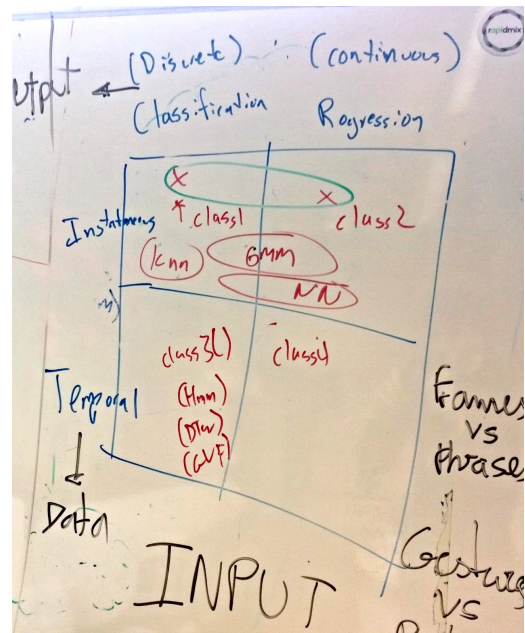 rapidmix
(Discrete) (continuous)
utput ←
Classification Regression
X X
Instantaneous ↑ class1 class2
(knn) GMM
NN
class3() class4
Temporal (Hmm)
(DTW)
(GVF)
↓
Data
Frames
vs
Phrases
INPUT
Gestures
vs